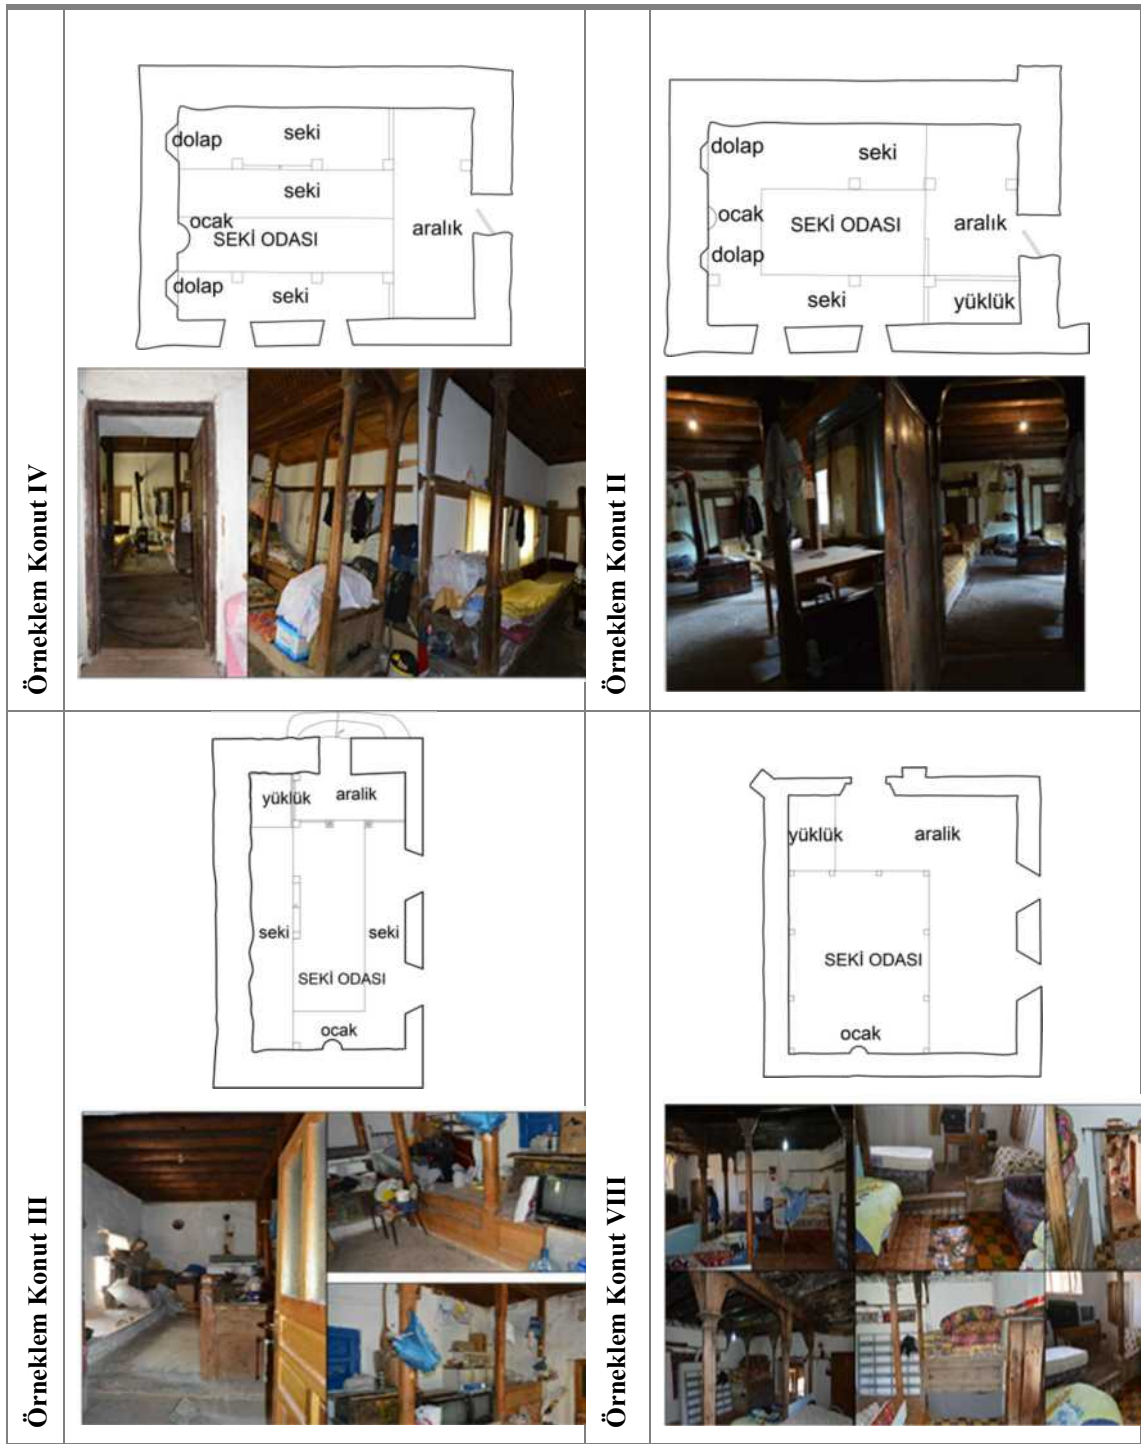 Örneklem Konut IV
dolap
seki
seki
ocak
SEKİ ODASI
aralık
dolap
seki
Örneklem Konut II
dolap
seki
ocak
SEKİ ODASI
aralık
dolap
seki
yüklük
Örneklem Konut III
yüklük
aralik
seki
seki
SEKİ ODASI
ocak
Örneklem Konut VIII
yüklük
aralik
SEKİ ODASI
ocak